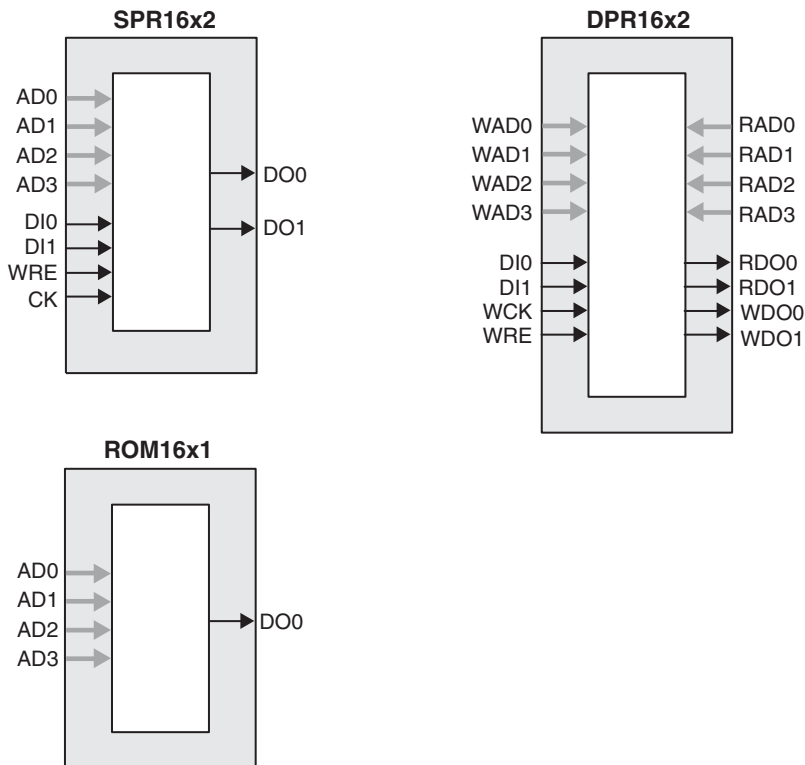 SPR16x2
AD0
AD1
AD2
AD3
DI0
DI1
WRE
CK
DO0
DO1
DPR16x2
WAD0
WAD1
WAD2
WAD3
DI0
DI1
WCK
WRE
RAD0
RAD1
RAD2
RAD3
RDO0
RDO1
WDO0
WDO1
ROM16x1
AD0
AD1
AD2
AD3
DO0